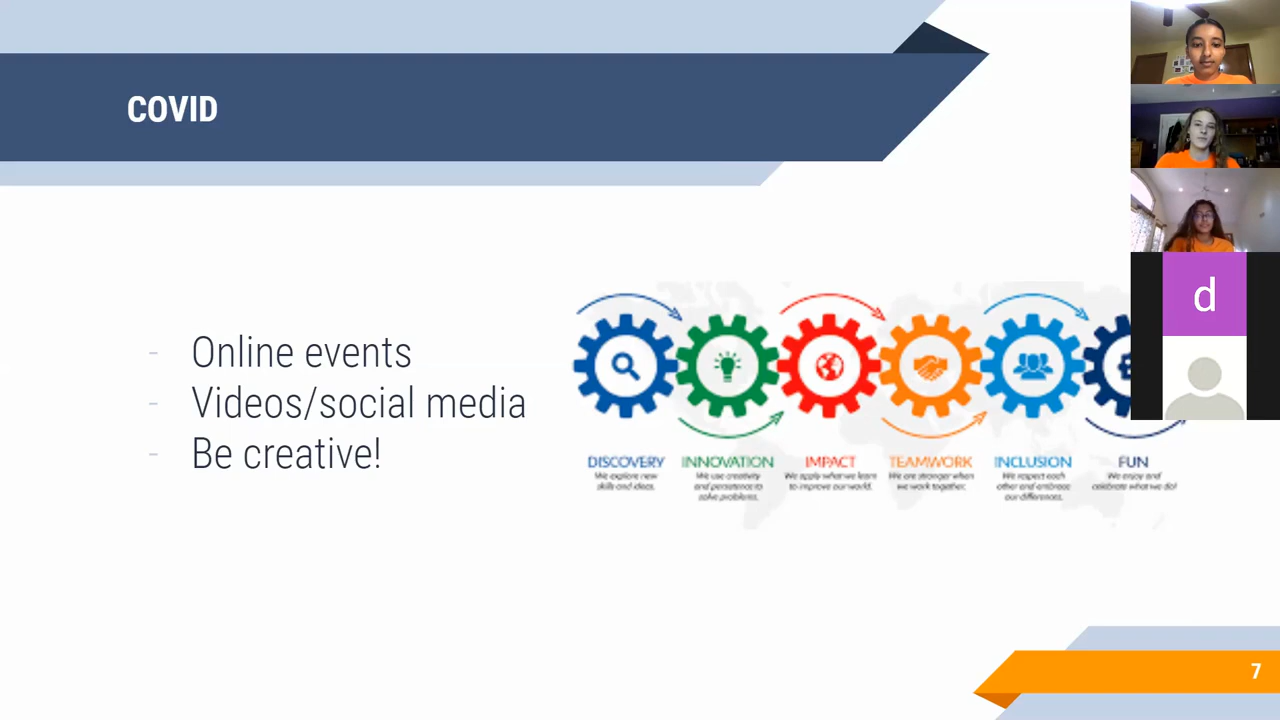 COVID
d
- Online events
- Videos/social media
- Be creative!
DISCOVERY
We explore new
skills and ideas.
INNOVATION
We use creativity
and persistence to
solve problems.
IMPACT
We apply what we learn
to improve our world.
TEAMWORK
We are stronger when
we work together.
INCLUSION
We respect each
other and embrace
our differences.
FUN
We enjoy and
celebrate what we do!
7